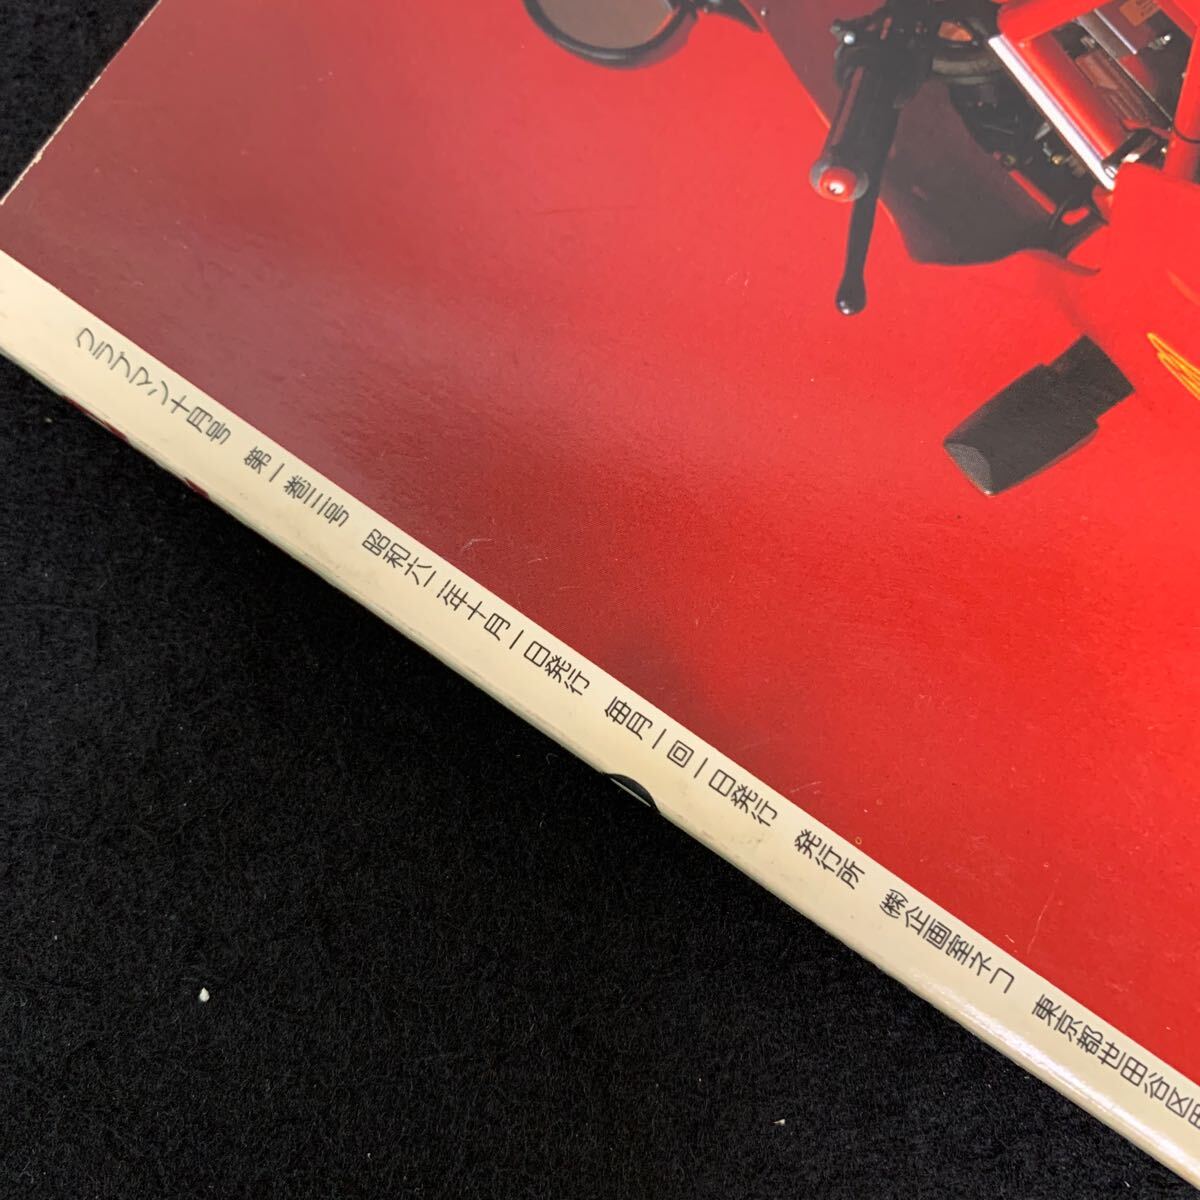 クラブマン十月号　第一巻三号　昭和六一年十月一日発行　毎月一回一日発行　発行所　㈱企画室ネコ　東京都世田谷区